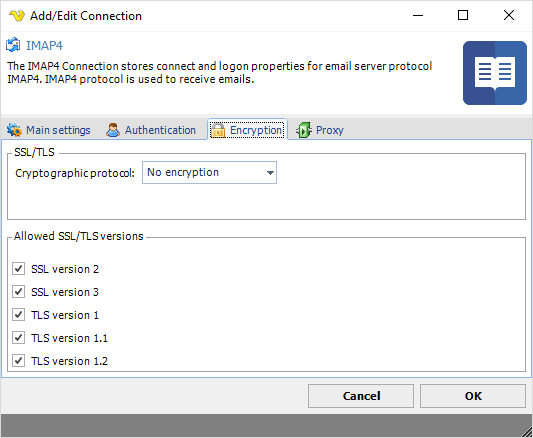 Add/Edit Connection
IMAP4
The IMAP4 Connection stores connect and logon properties for email server protocol
IMAP4. IMAP4 protocol is used to receive emails.
Main settings Authentication Encryption Proxy
SSL/TLS
Cryptographic protocol: No encryption
Allowed SSL/TLS versions
SSL version 2
SSL version 3
TLS version 1
TLS version 1.1
TLS version 1.2
Cancel OK